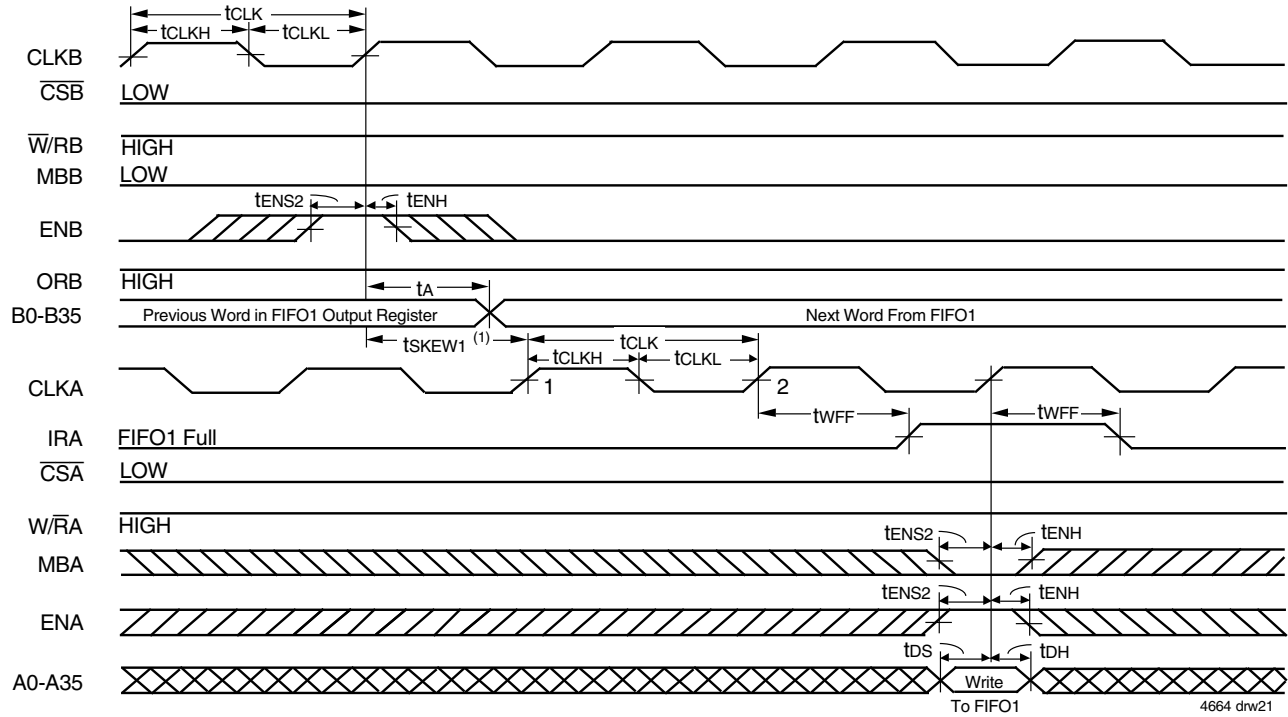 tCLK
tCLKH tCLKL
CLKB
CSB LOW
W/RB HIGH
MBB LOW
tENS2 tENH
ENB
ORB HIGH
tA
B0-B35 Previous Word in FIFO1 Output Register Next Word From FIFO1
tSKEW1 (1) tCLK
tCLKH tCLKL
CLKA 1 2
tWFF tWFF
IRA FIFO1 Full
CSA LOW
W/RA HIGH
tENS2 tENH
MBA
tENS2 tENH
ENA
tDS tDH
A0-A35 Write
To FIFO1 4664 drw21